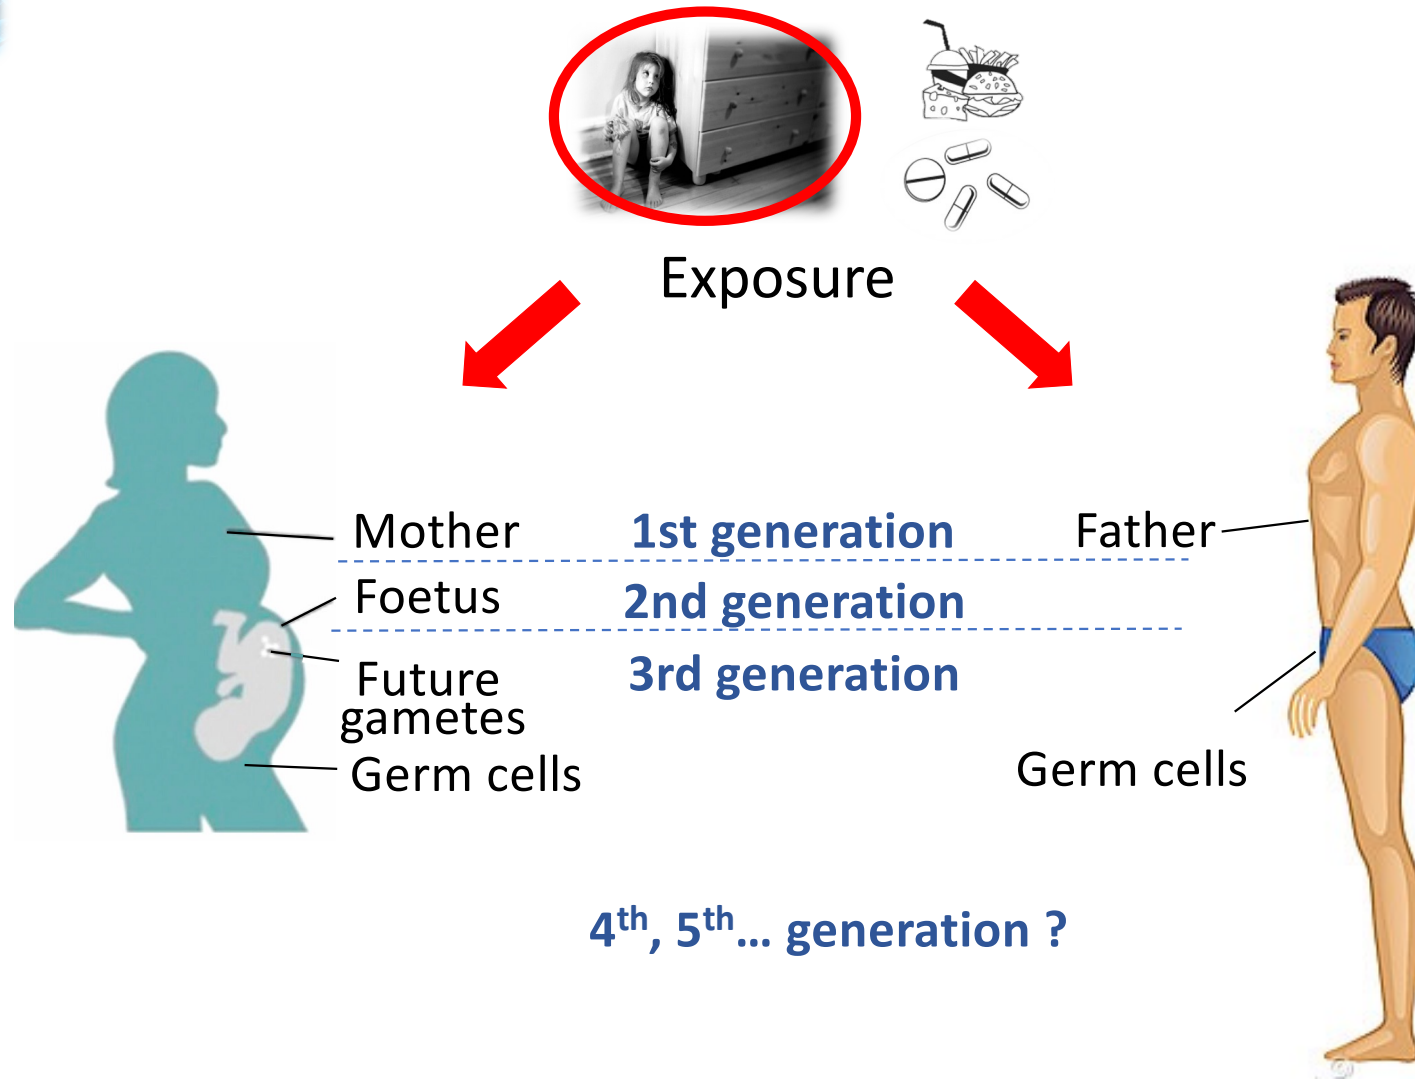 Exposure
Mother 1st generation Father
Foetus 2nd generation
Future 3rd generation
gametes
Germ cells Germ cells
4th, 5th... generation ?